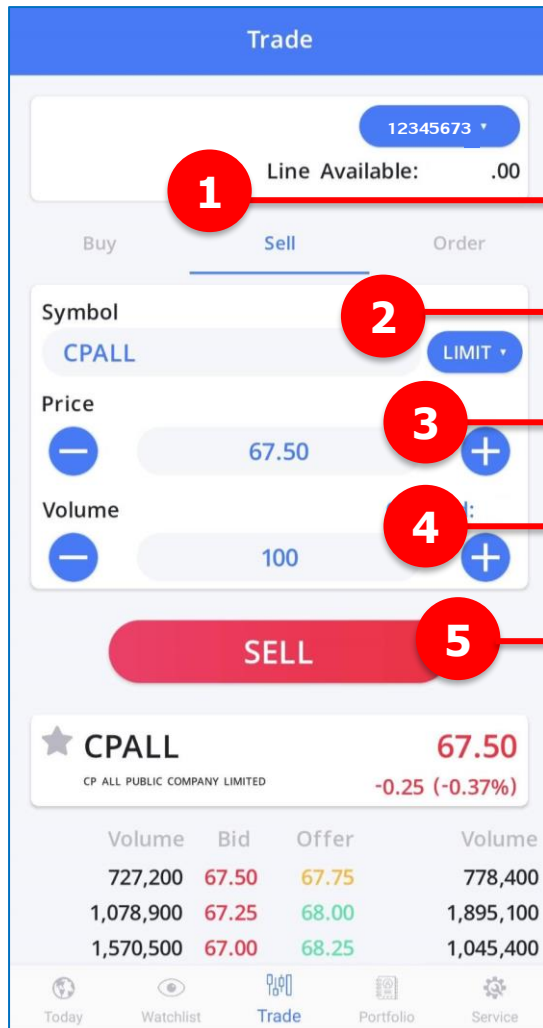 Trade
12345673
Line Available: .00
1
Buy Sell Order
Symbol
2
CPALL LIMIT
Price
3
67.50
Volume :
4
100
SELL
5
CPALL 67.50
CP ALL PUBLIC COMPANY LIMITED -0.25 (-0.37%)
Volume Bid Offer Volume
727,200 67.50 67.75 778,400
1,078,900 67.25 68.00 1,895,100
1,570,500 67.00 68.25 1,045,400
Today Watchlist Trade Portfolio Service